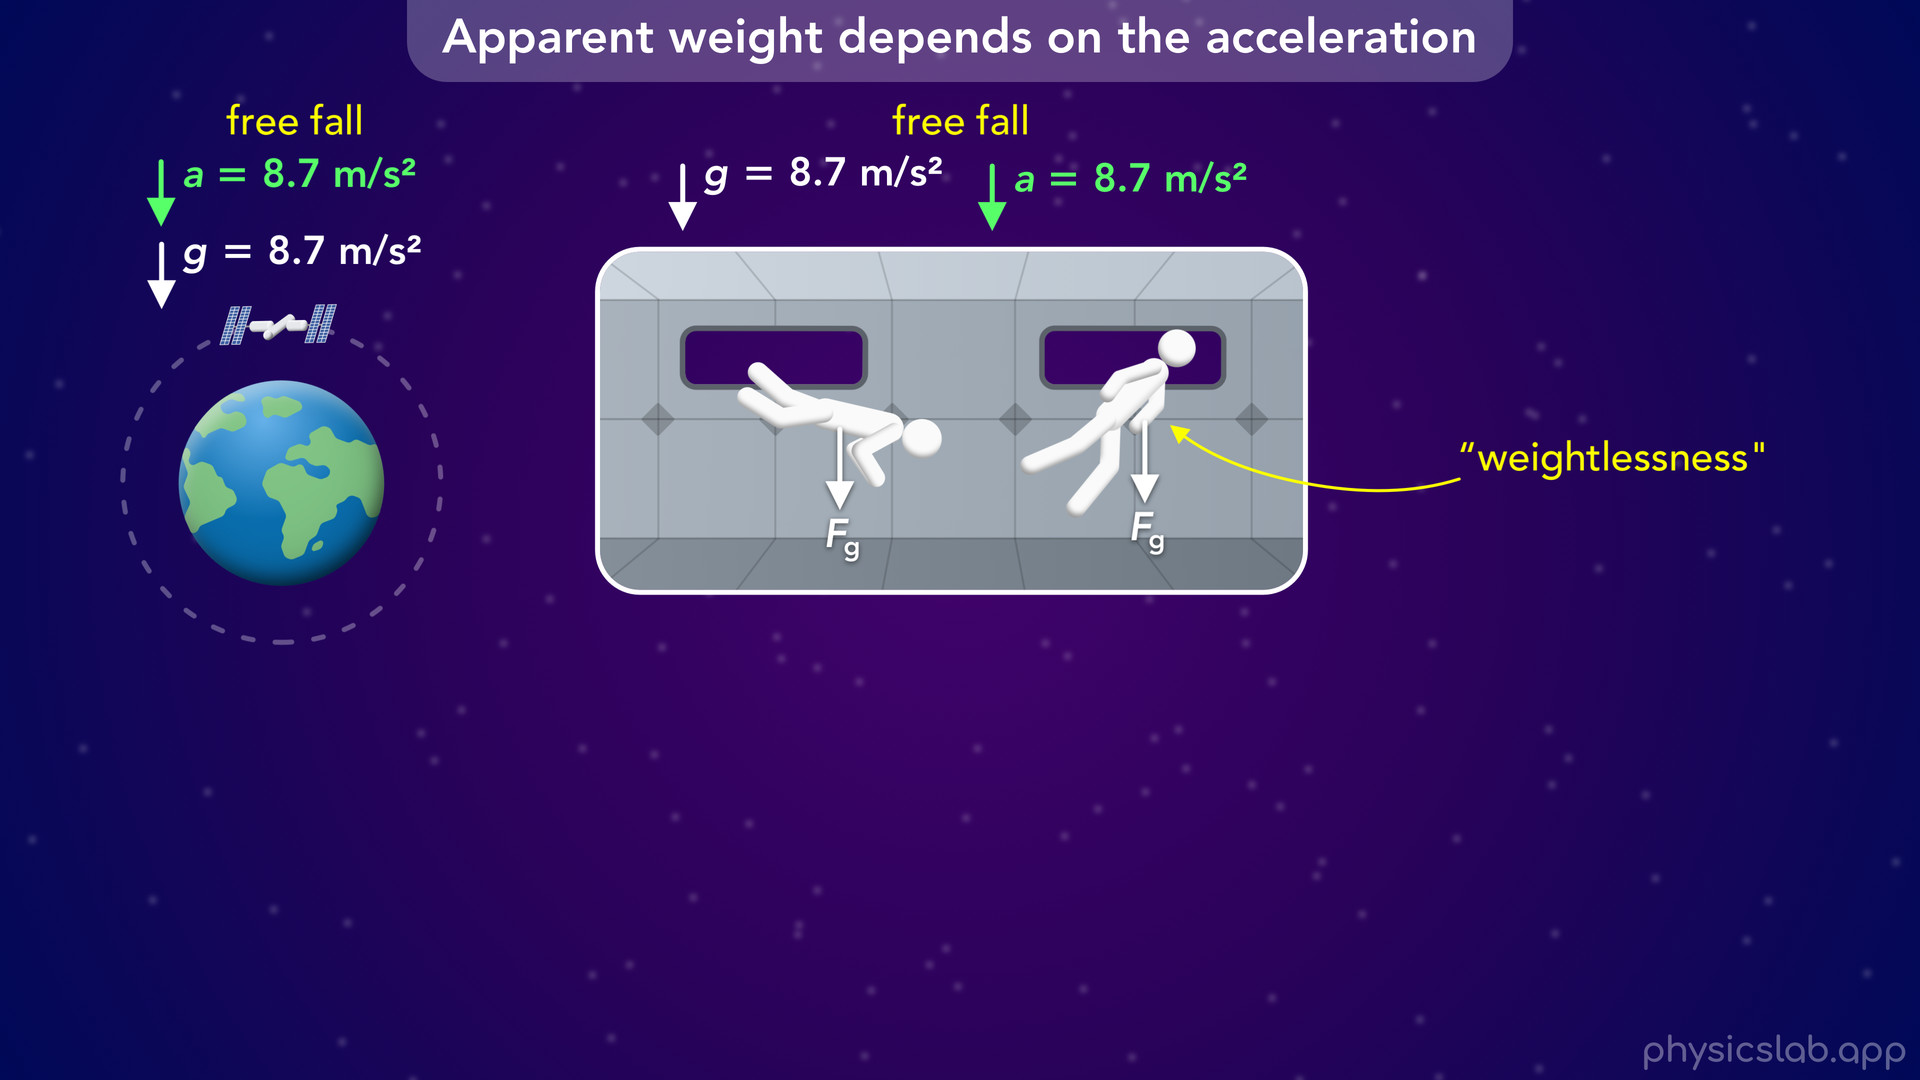 Apparent weight depends on the acceleration
free fall
a = 8.7 m/s²
g = 8.7 m/s²
free fall
g = 8.7 m/s²
a = 8.7 m/s²
Fg
Fg
“weightlessness"
physicslab.app